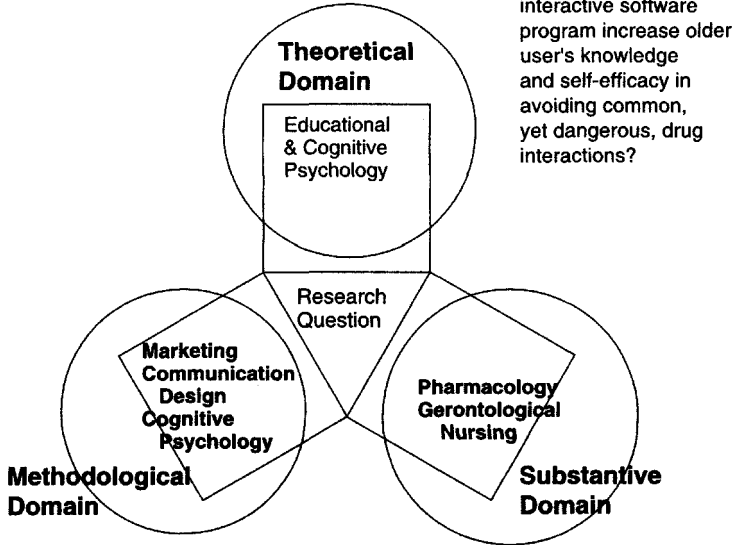 interactive software
program increase older
user's knowledge
and self-efficacy in
avoiding common,
yet dangerous, drug
interactions?
Theoretical
Domain
Educational
& Cognitive
Psychology
Research
Question
Marketing
Communication
Design
Cognitive
Psychology
Methodological
Domain
Pharmacology
Gerontological
Nursing
Substantive
Domain